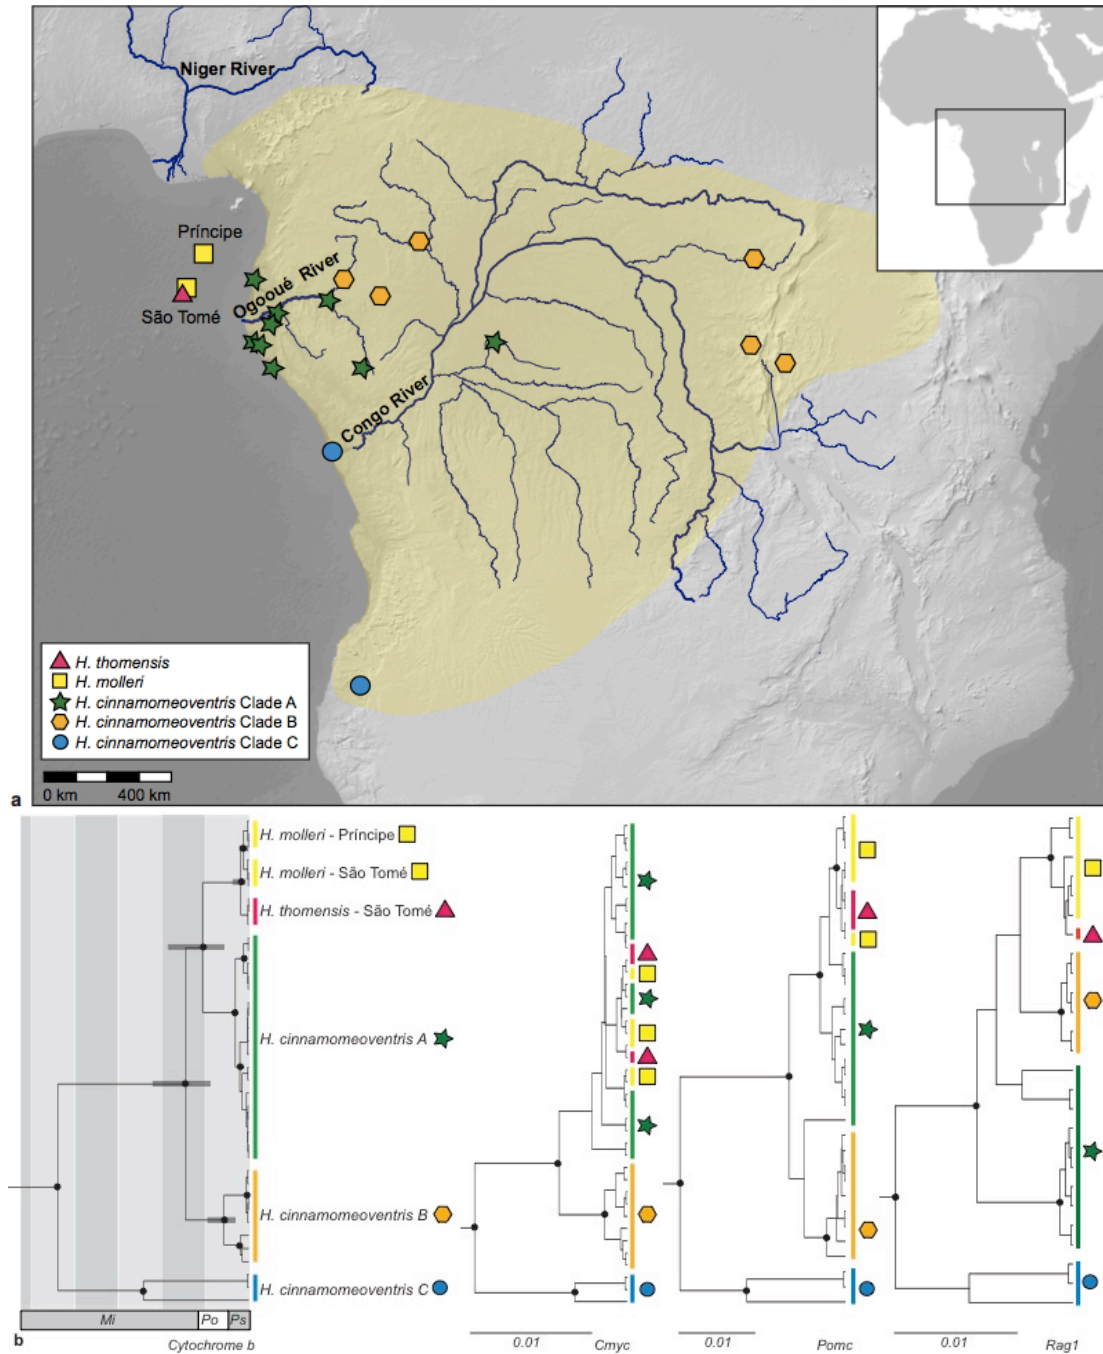 Niger River
Príncipe
Ogooué River
São Tomé
Congo River
H. thomensis
H. molleri
H. cinnamomeoventris Clade A
H. cinnamomeoventris Clade B
H. cinnamomeoventris Clade C
0 km 400 km
a
H. molleri - Príncipe
H. molleri - São Tomé
H. thomensis - São Tomé
H. cinnamomeoventris A
H. cinnamomeoventris B
H. cinnamomeoventris C
Mi Po Ps
b Cytochrome b
0.01 Cmyc
0.01 Pomc
0.01 Rag1